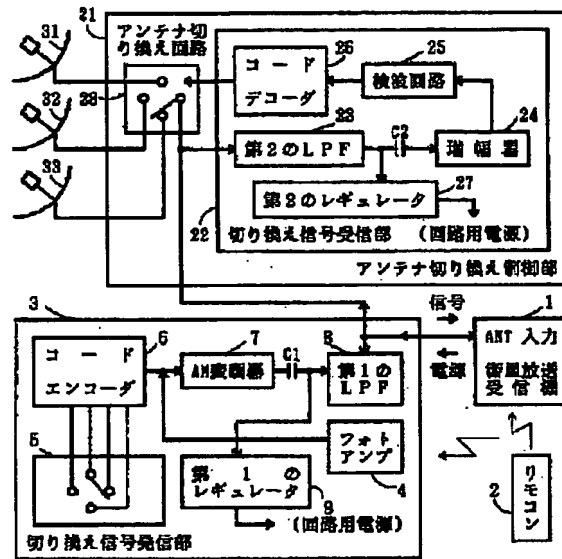 31
21
アンテナ切
り換え回路
26
25
コード
デコーダ
検波回路
28
32
23
C2
24
第2のLPF
増幅器
33
27
第2のレギュレータ
22
切り換え信号受信部 (回路用電源)
アンテナ切り換え制御部
信号
1
3
6
7
C1
8
電源
ANT 入力
衛星放送
受信機
コード
エンコーダ
AM変調器
第1の
LPF
5
フォト
アンプ
4
第1の
レギュレータ
9
2
リモコン
(回路用電源)
切り換え信号発信部